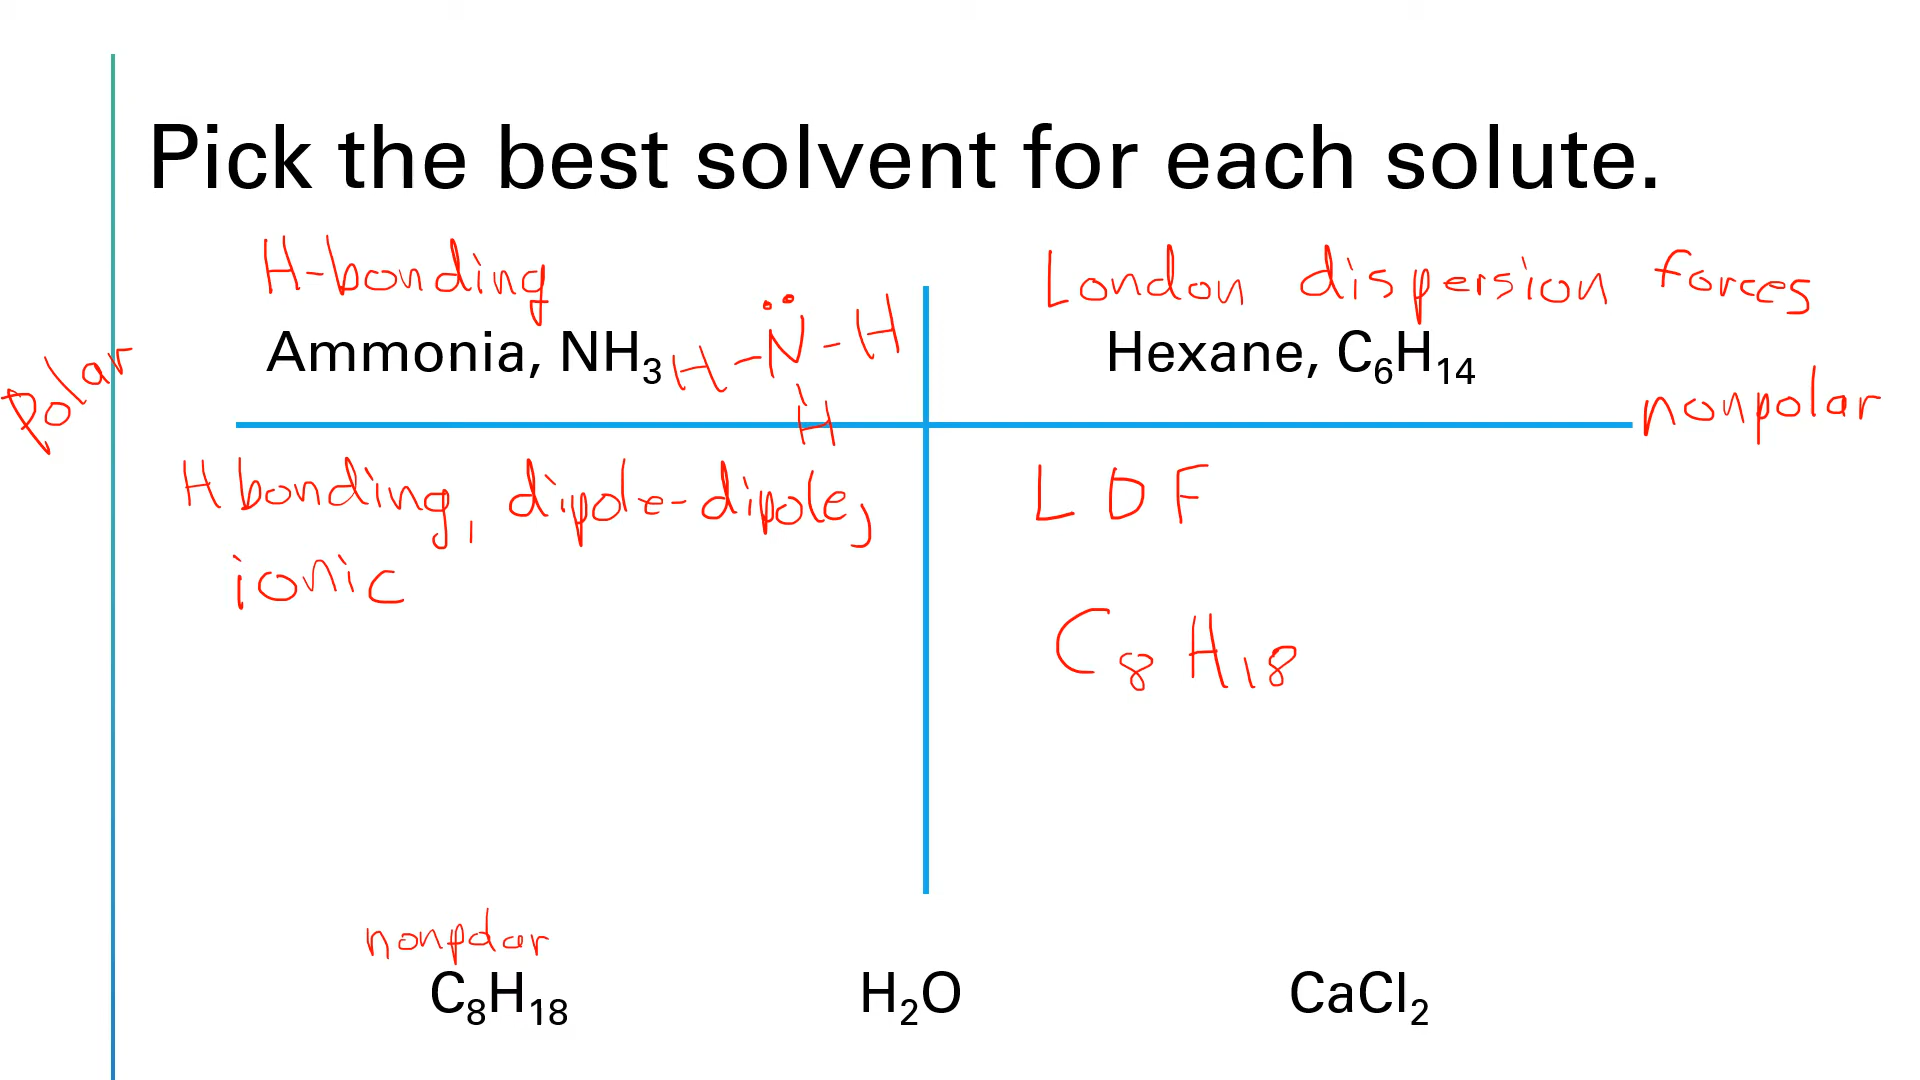 Pick the best solvent for each solute.
H-bonding
London dispersion forces
Polar
Ammonia, NH₃
H-N-H
H
Hexane, C₆H₁₄
nonpolar
H bonding, dipole-dipole,
ionic
LDF
C₈H₁₈
nonpolar
C₈H₁₈
H₂O
CaCl₂